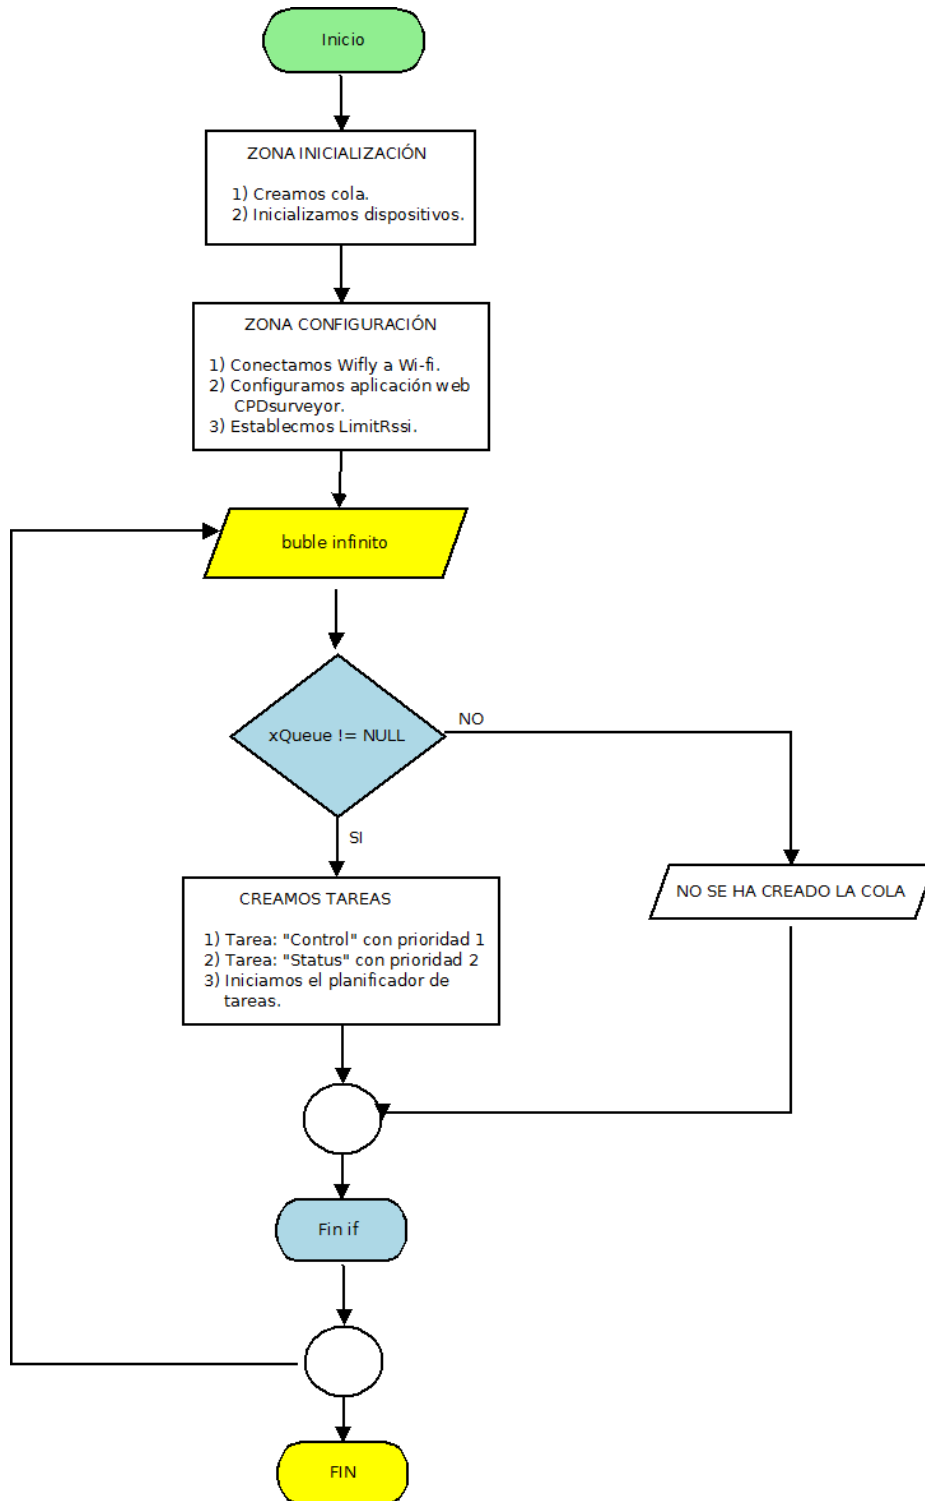 Inicio
ZONA INICIALIZACIÓN
1) Creamos cola.
2) Inicializamos dispositivos.
ZONA CONFIGURACIÓN
1) Conectamos Wifly a Wi-fi.
2) Configuramos aplicación web
CPDsurveyor.
3) Establecmos LimitRssi.
buble infinito
xQueue != NULL
NO
SI
CREAMOS TAREAS
1) Tarea: "Control" con prioridad 1
2) Tarea: "Status" con prioridad 2
3) Iniciamos el planificador de
tareas.
NO SE HA CREADO LA COLA
Fin if
FIN